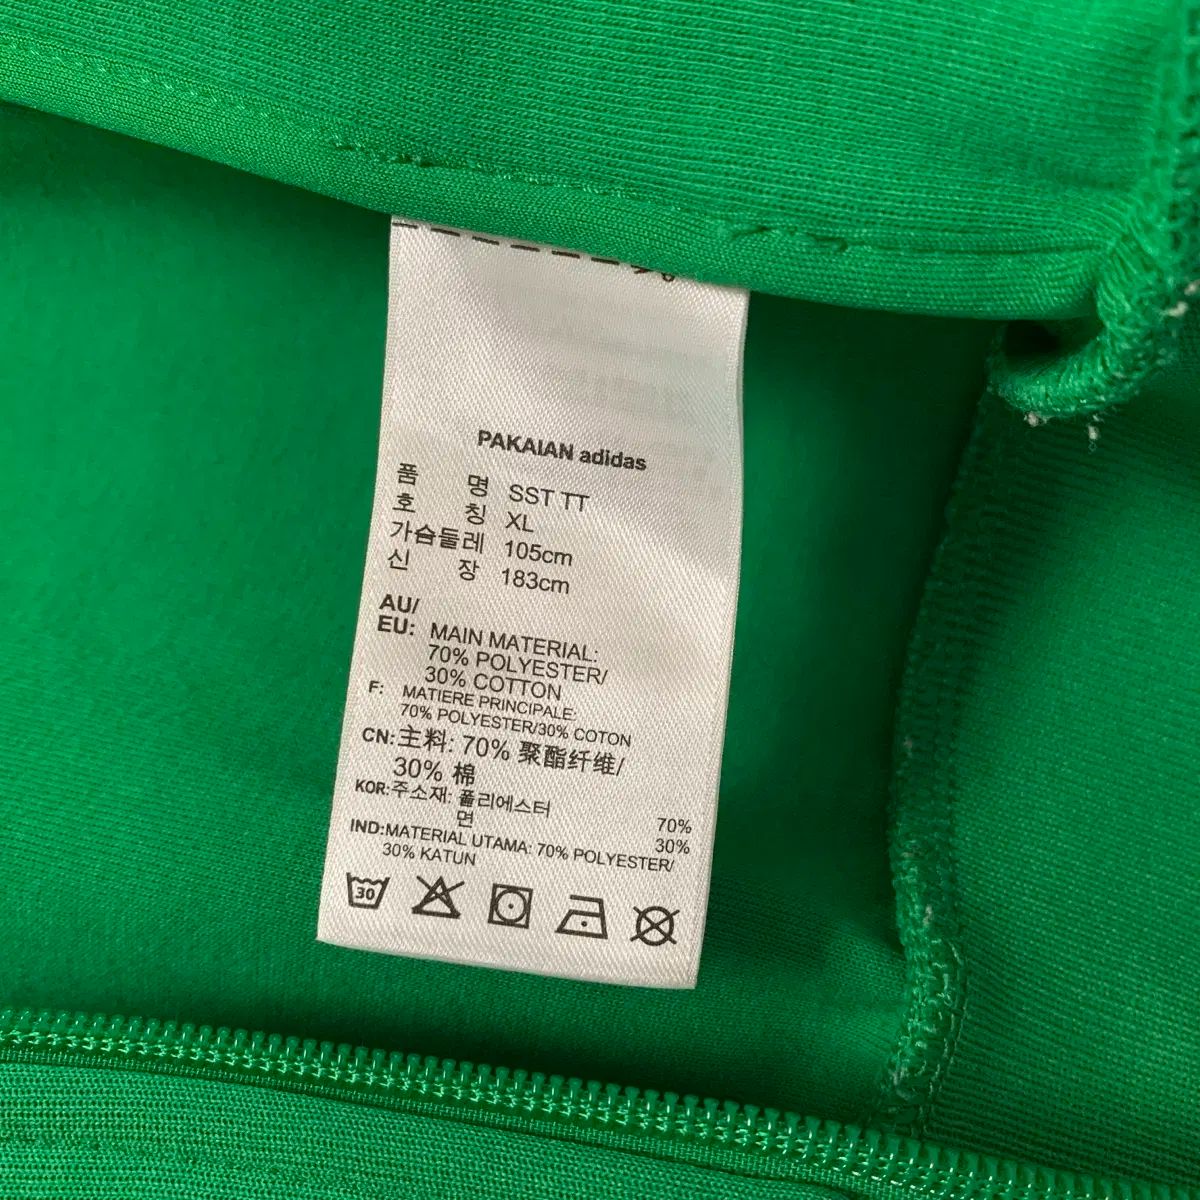 PAKAIAN adidas
품 명 SST TT
호 칭 XL
가슴둘레 105cm
신 장 183cm
AU/
EU: MAIN MATERIAL:
70% POLYESTER/
30% COTTON
F: MATIERE PRINCIPALE:
70% POLYESTER/30% COTON
CN:主料: 70% 聚酯纤维/
30% 棉
KOR:주소재: 폴리에스터 70%
면 30%
IND:MATERIAL UTAMA: 70% POLYESTER/
30% KATUN
30